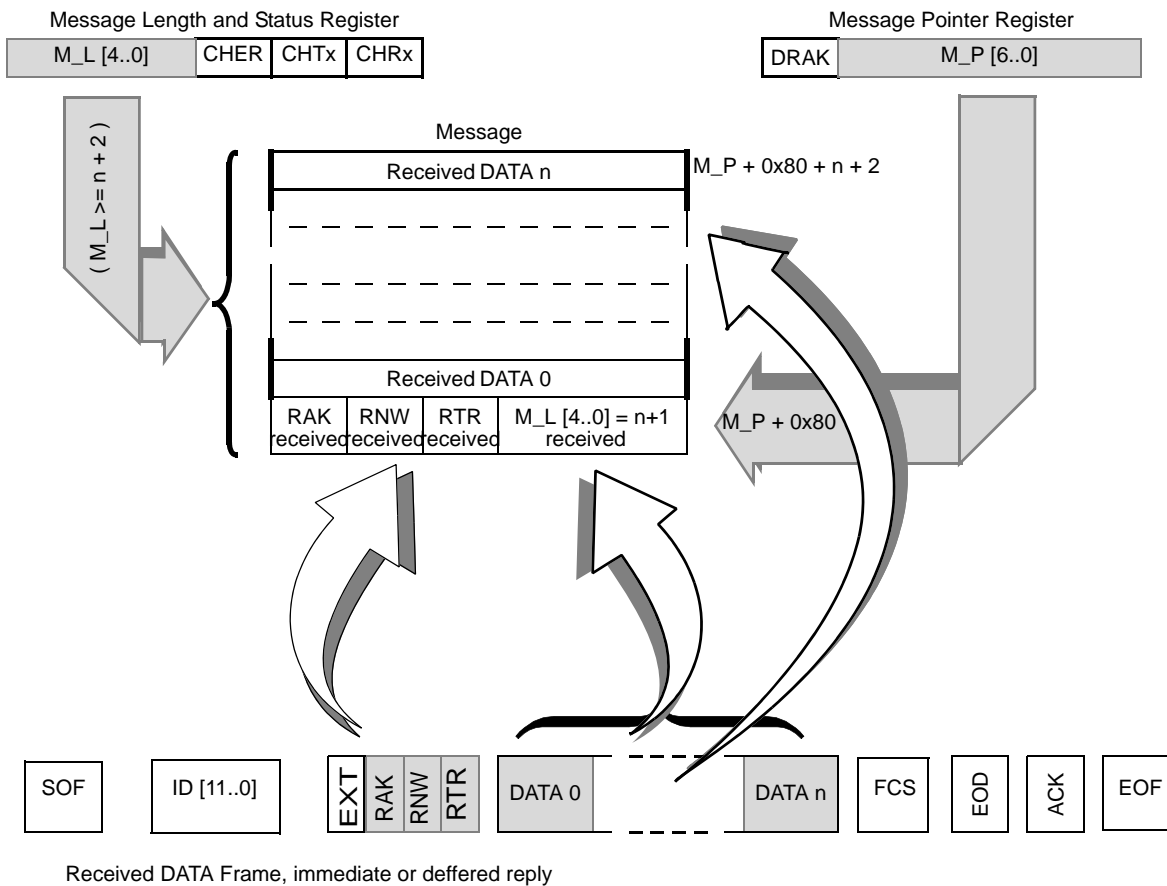 Message Length and Status Register
Message Pointer Register
M_L [4..0]
CHER
CHTx
CHRx
DRAK
M_P [6..0]
( M_L >= n + 2 )
Message
Received DATA n
M_P + 0x80 + n + 2
Received DATA 0
RAK
received
RNW
received
RTR
received
M_L [4..0] = n+1
received
M_P + 0x80
SOF
ID [11..0]
EXT
RAK
RNW
RTR
DATA 0
DATA n
FCS
EOD
ACK
EOF
Received DATA Frame, immediate or deffered reply